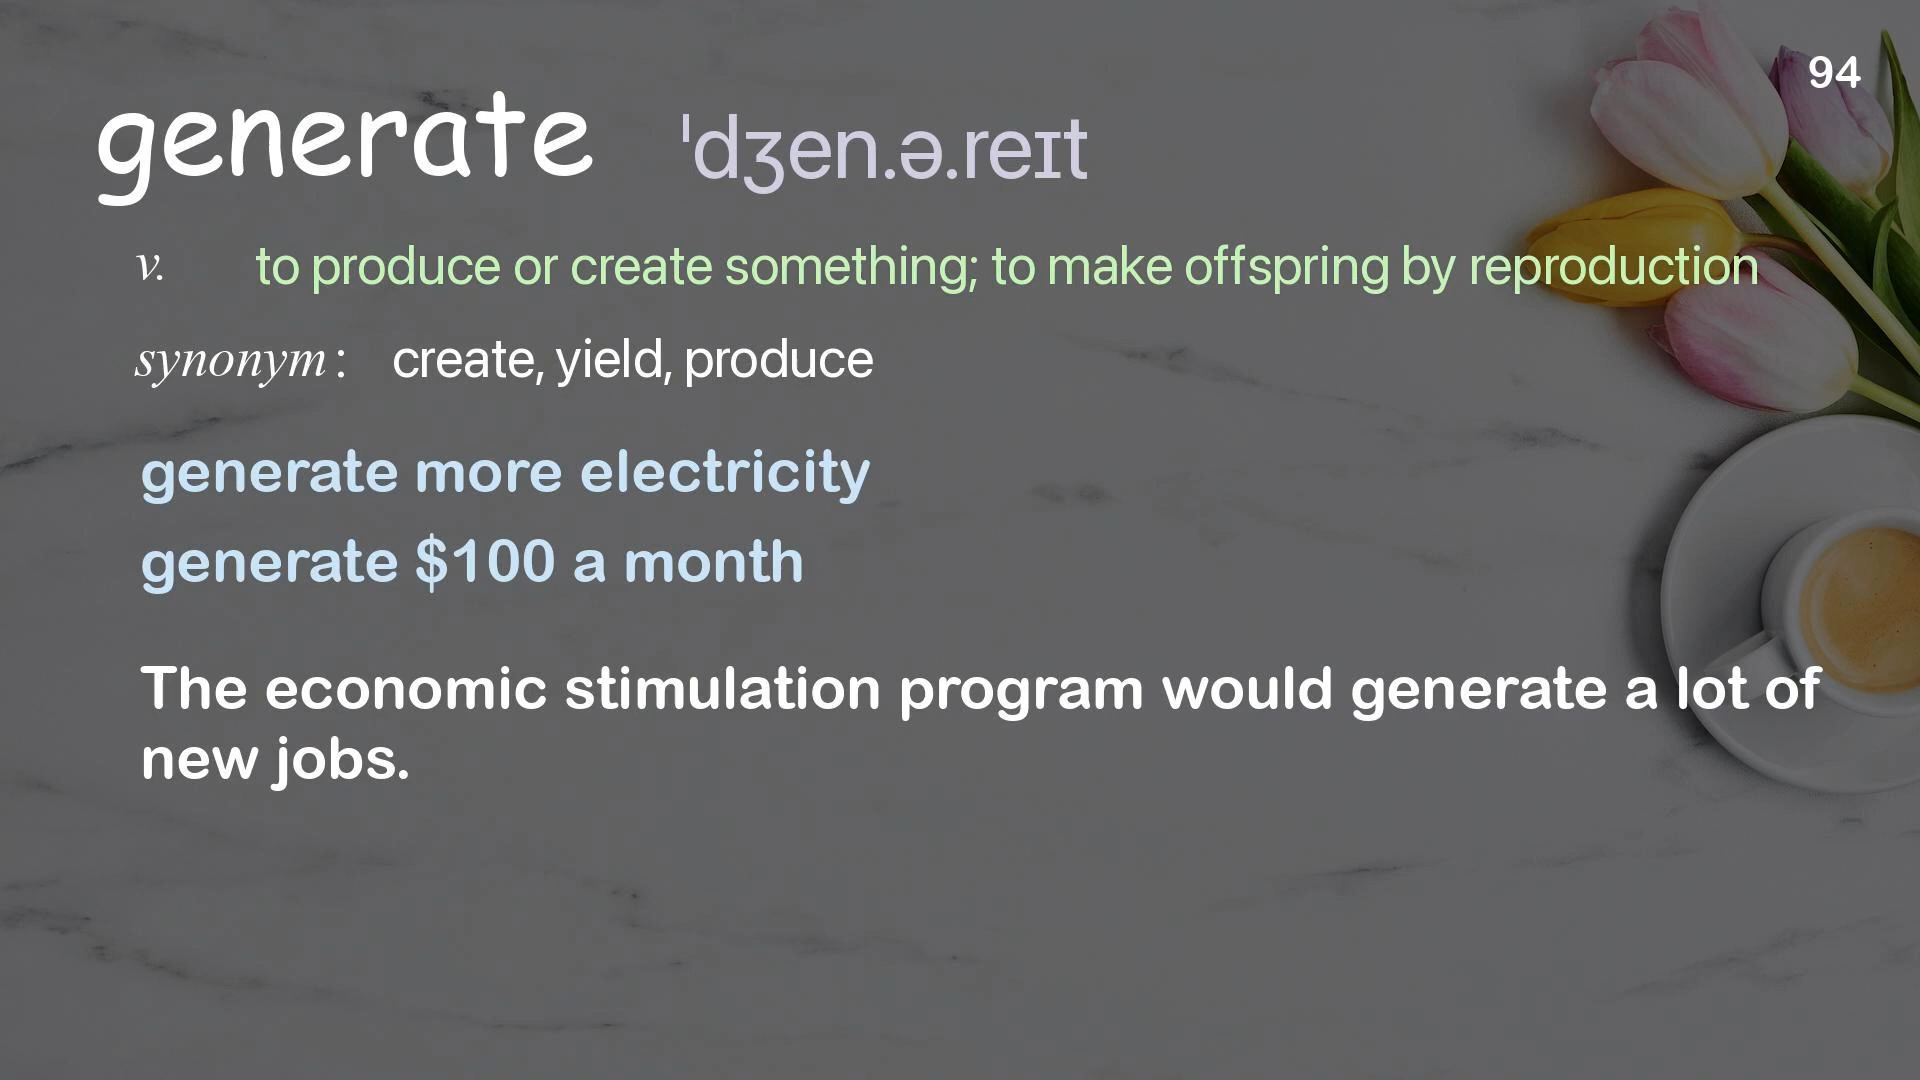 94
generate ˈdʒen.ə.reɪt
v. to produce or create something; to make offspring by reproduction
synonym: create, yield, produce
generate more electricity
generate $100 a month
The economic stimulation program would generate a lot of
new jobs.